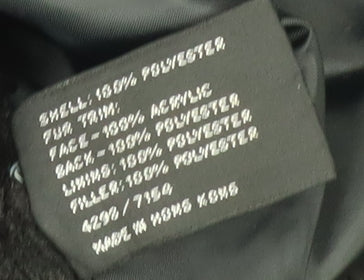 SHELL: 100% POLYESTER
FUR TRIM:
FACE - 100% ACRYLIC
BACK - 100% POLYESTER
LINING: 100% POLYESTER
FILLER: 100% POLYESTER
4293 / 7154
MADE IN HONG KONG